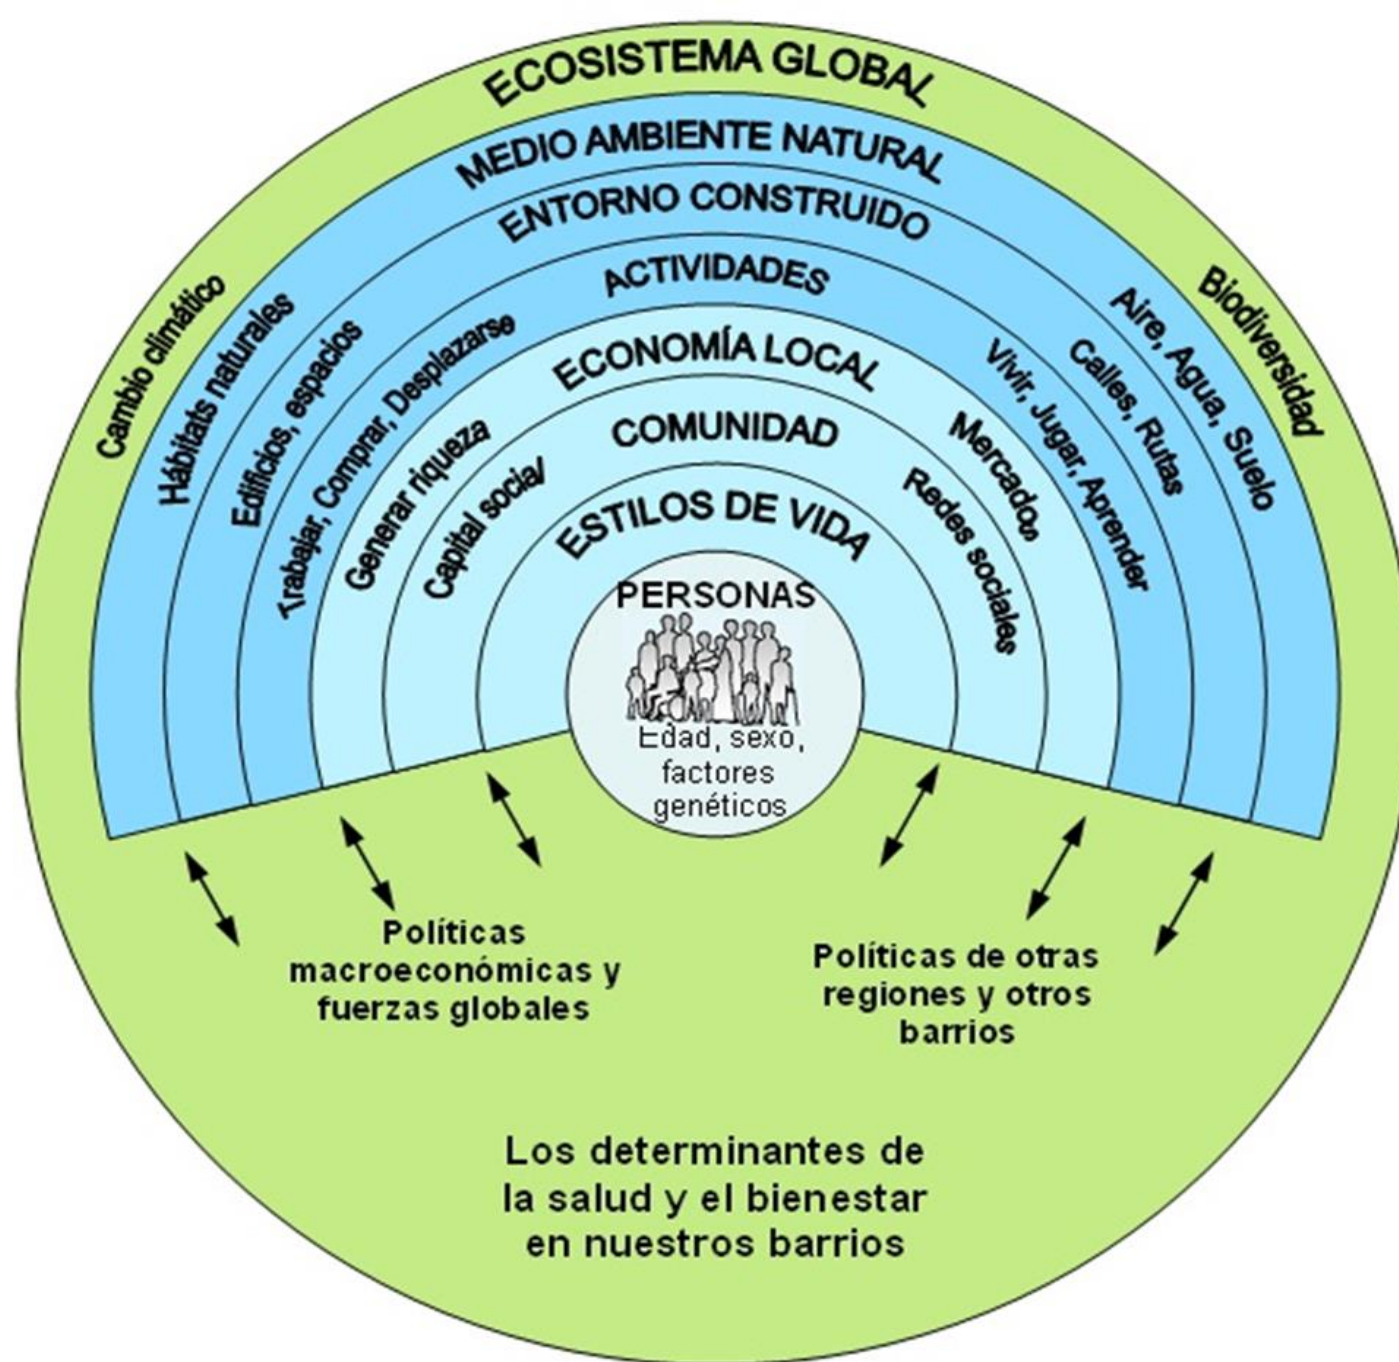 ECOSISTEMA GLOBAL
Cambio climático
Biodiversidad
MEDIO AMBIENTE NATURAL
Hábitats naturales
Aire, Agua, Suelo
ENTORNO CONSTRUIDO
Edificios, espacios
Calles, Rutas
ACTIVIDADES
Trabajar, Comprar, Desplazarse
Vivir, Jugar, Aprender
ECONOMÍA LOCAL
Generar riqueza
Mercados
COMUNIDAD
Capital social
Redes sociales
ESTILOS DE VIDA
PERSONAS
Edad, sexo,
factores
genéticos
Políticas
macroeconómicas y
fuerzas globales
Políticas de otras
regiones y otros
barrios
Los determinantes de
la salud y el bienestar
en nuestros barrios